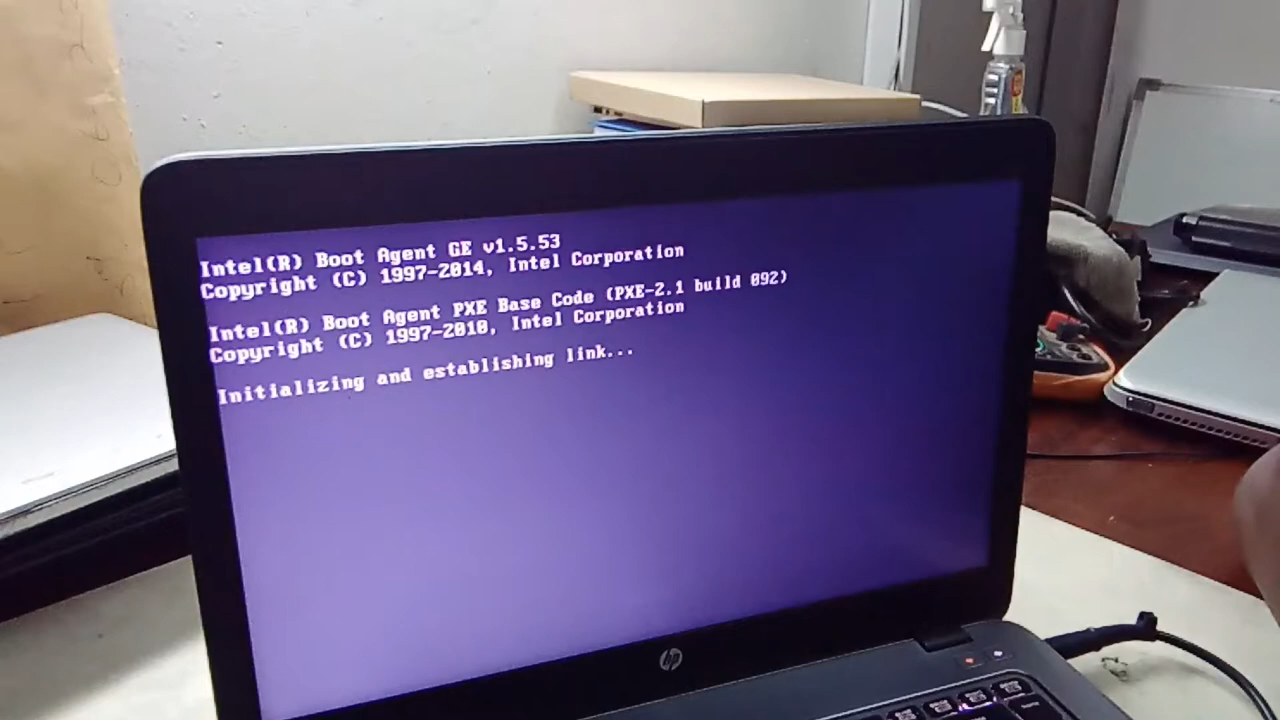 Intel(R) Boot Agent GE v1.5.53
Copyright (C) 1997-2014, Intel Corporation
Intel(R) Boot Agent PXE Base Code (PXE-2.1 build 092)
Copyright (C) 1997-2010, Intel Corporation
Initializing and establishing link...
hp